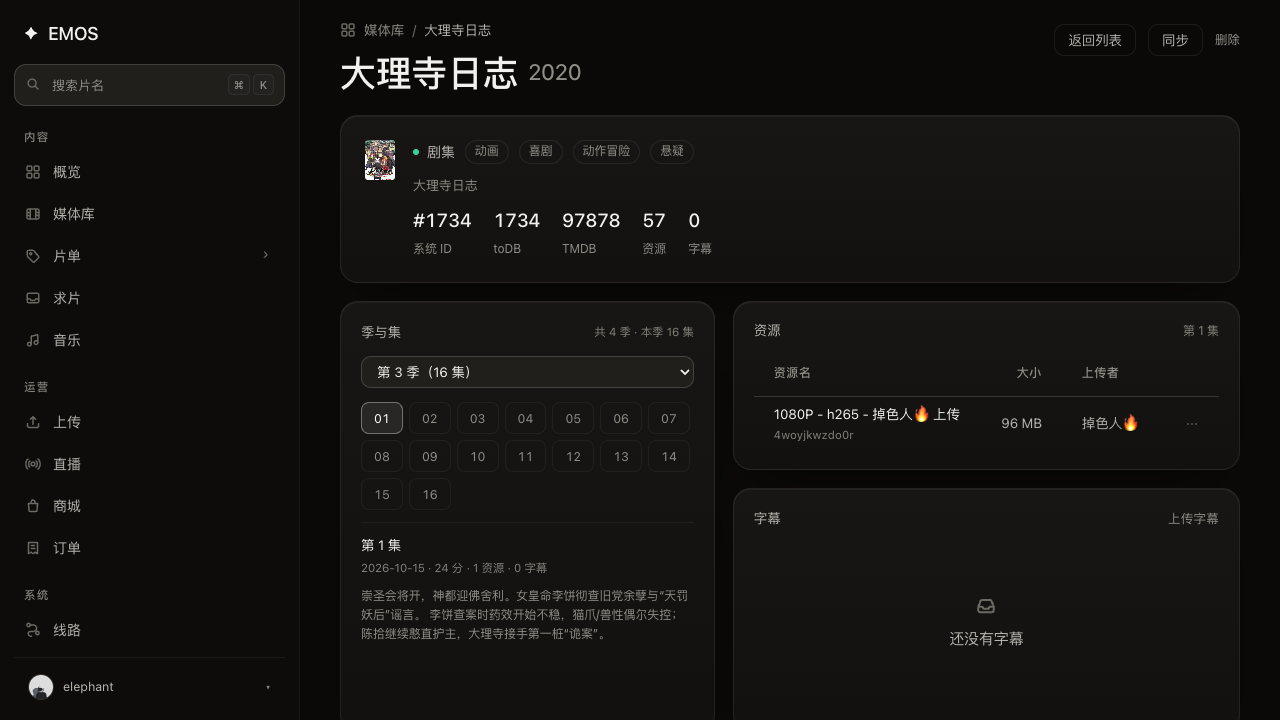 EMOS
搜索片名 ⌘ K
内容
概览
媒体库
片单
求片
音乐
运营
上传
直播
商城
订单
系统
线路
elephant
媒体库 / 大理寺日志
大理寺日志 2020
返回列表 同步 删除
剧集 动画 喜剧 动作冒险 悬疑
大理寺日志
#1734 1734 97878 57 0
系统 ID toDB TMDB 资源 字幕
季与集 共 4 季 · 本季 16 集
第 3 季（16 集）
01 02 03 04 05 06 07
08 09 10 11 12 13 14
15 16
第 1 集
2026-10-15 · 24 分 · 1 资源 · 0 字幕
崇圣会将开，神都迎佛舍利。女皇命李饼彻查旧党余孽与“天罚
妖后”谣言。 李饼查案时药效开始不稳，猫爪/兽性偶尔失控；
陈拾继续憨直护主，大理寺接手第一桩“诡案”。
资源 第 1 集
资源名 大小 上传者
1080P - h265 - 掉色人🔥 上传 96 MB 掉色人🔥 ···
4woyjkwzdo0r
字幕 上传字幕
还没有字幕